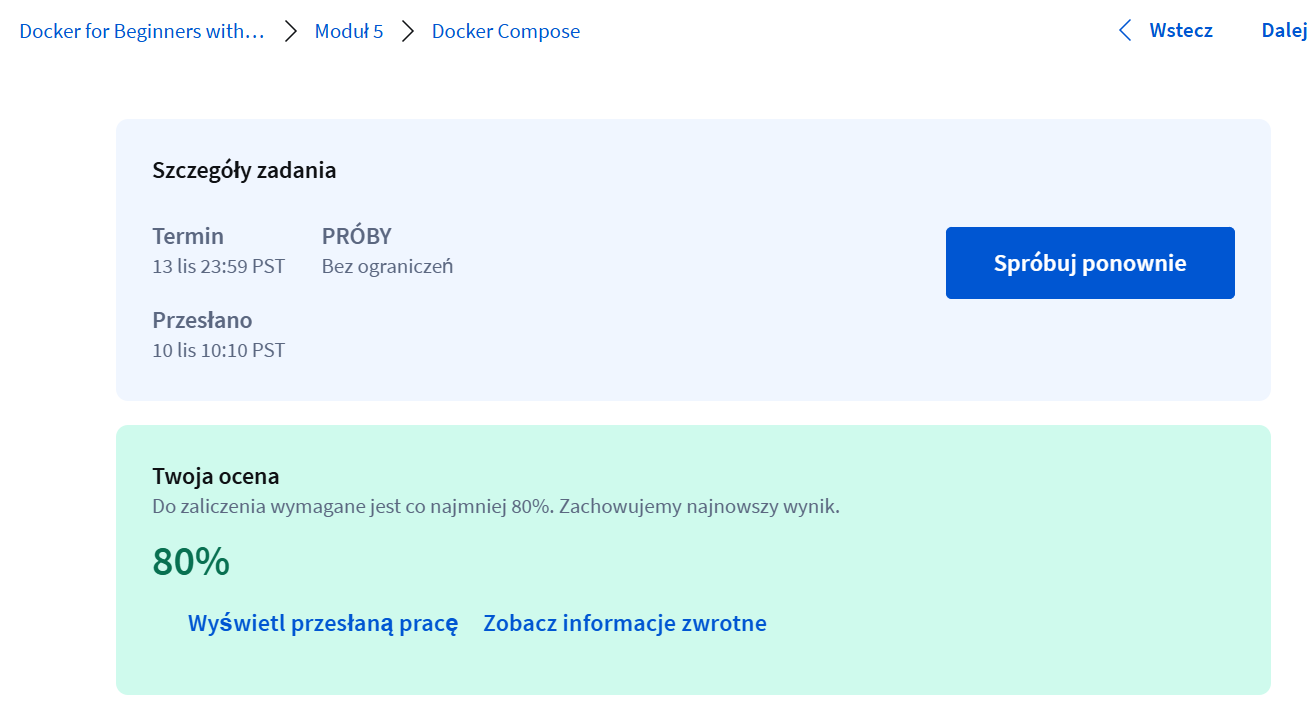 Docker for Beginners with… Moduł 5 Docker Compose Wstecz Dalej
Szczegóły zadania
Termin PRÓBY
13 lis 23:59 PST Bez ograniczeń
Spróbuj ponownie
Przesłano
10 lis 10:10 PST
Twoja ocena
Do zaliczenia wymagane jest co najmniej 80%. Zachowujemy najnowszy wynik.
80%
Wyświetl przesłaną pracę Zobacz informacje zwrotne